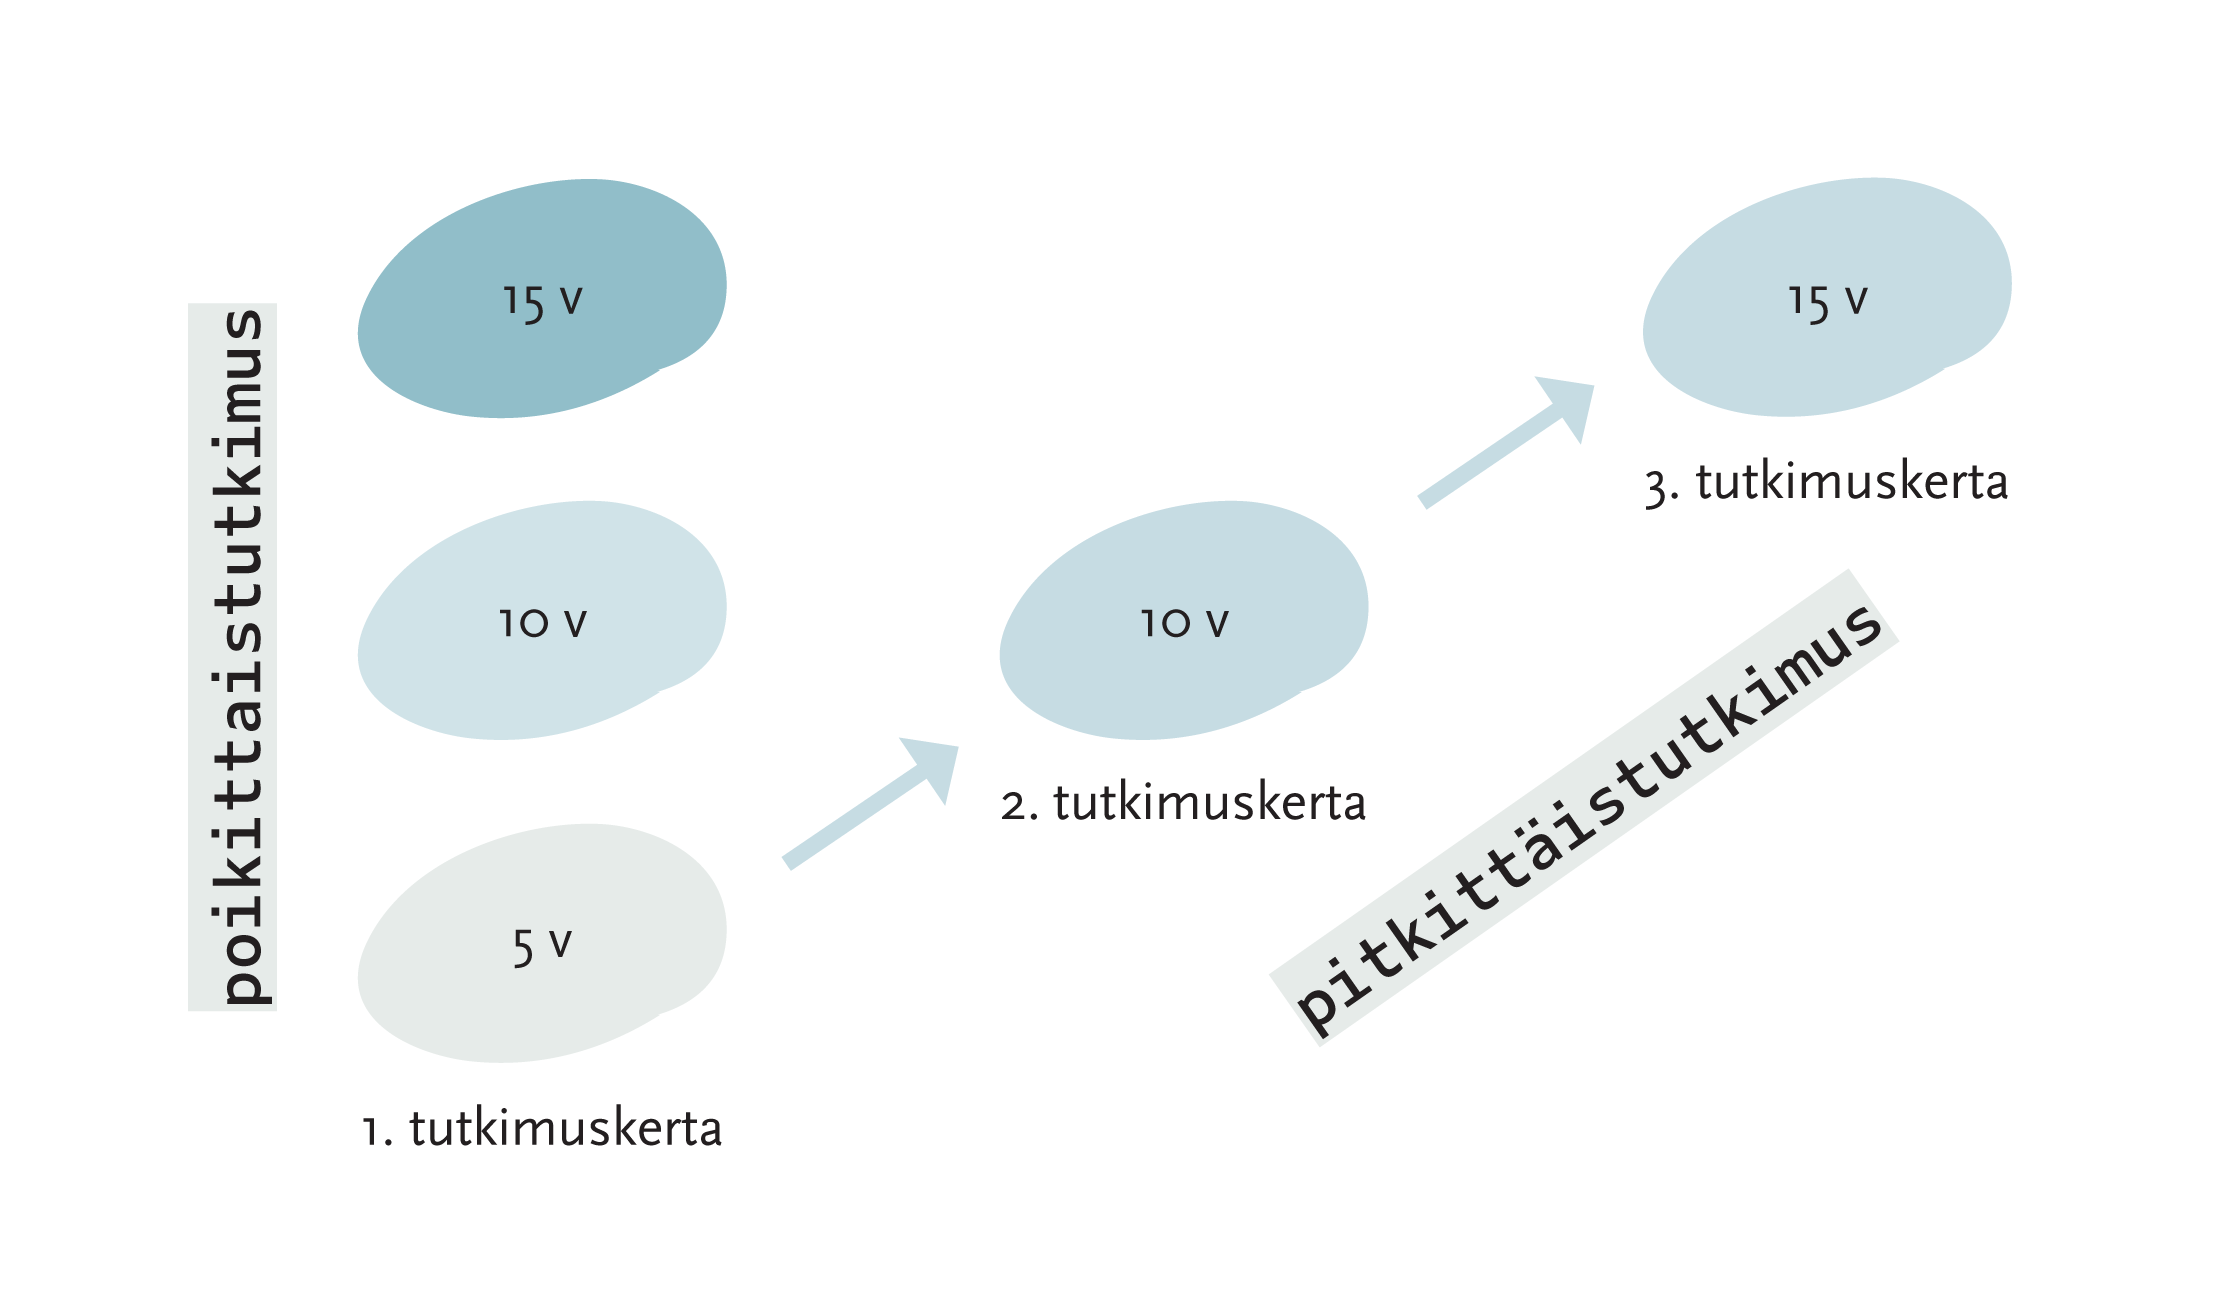 poikittaistutkimus
15 v
10 v
5 v
1. tutkimuskerta
10 v
2. tutkimuskerta
15 v
3. tutkimuskerta
pitkittäistutkimus